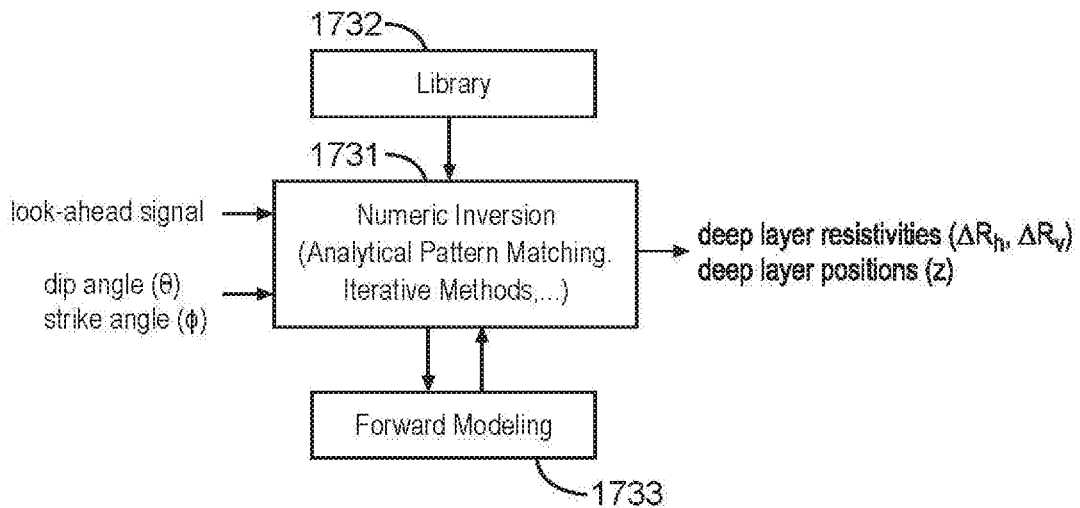 1732
Library
1731
look-ahead signal
Numeric Inversion
(Analytical Pattern Matching.
Iterative Methods,...)
dip angle (θ)
strike angle (ϕ)
deep layer resistivities (ΔRₕ, ΔRᵥ)
deep layer positions (z)
Forward Modeling
1733